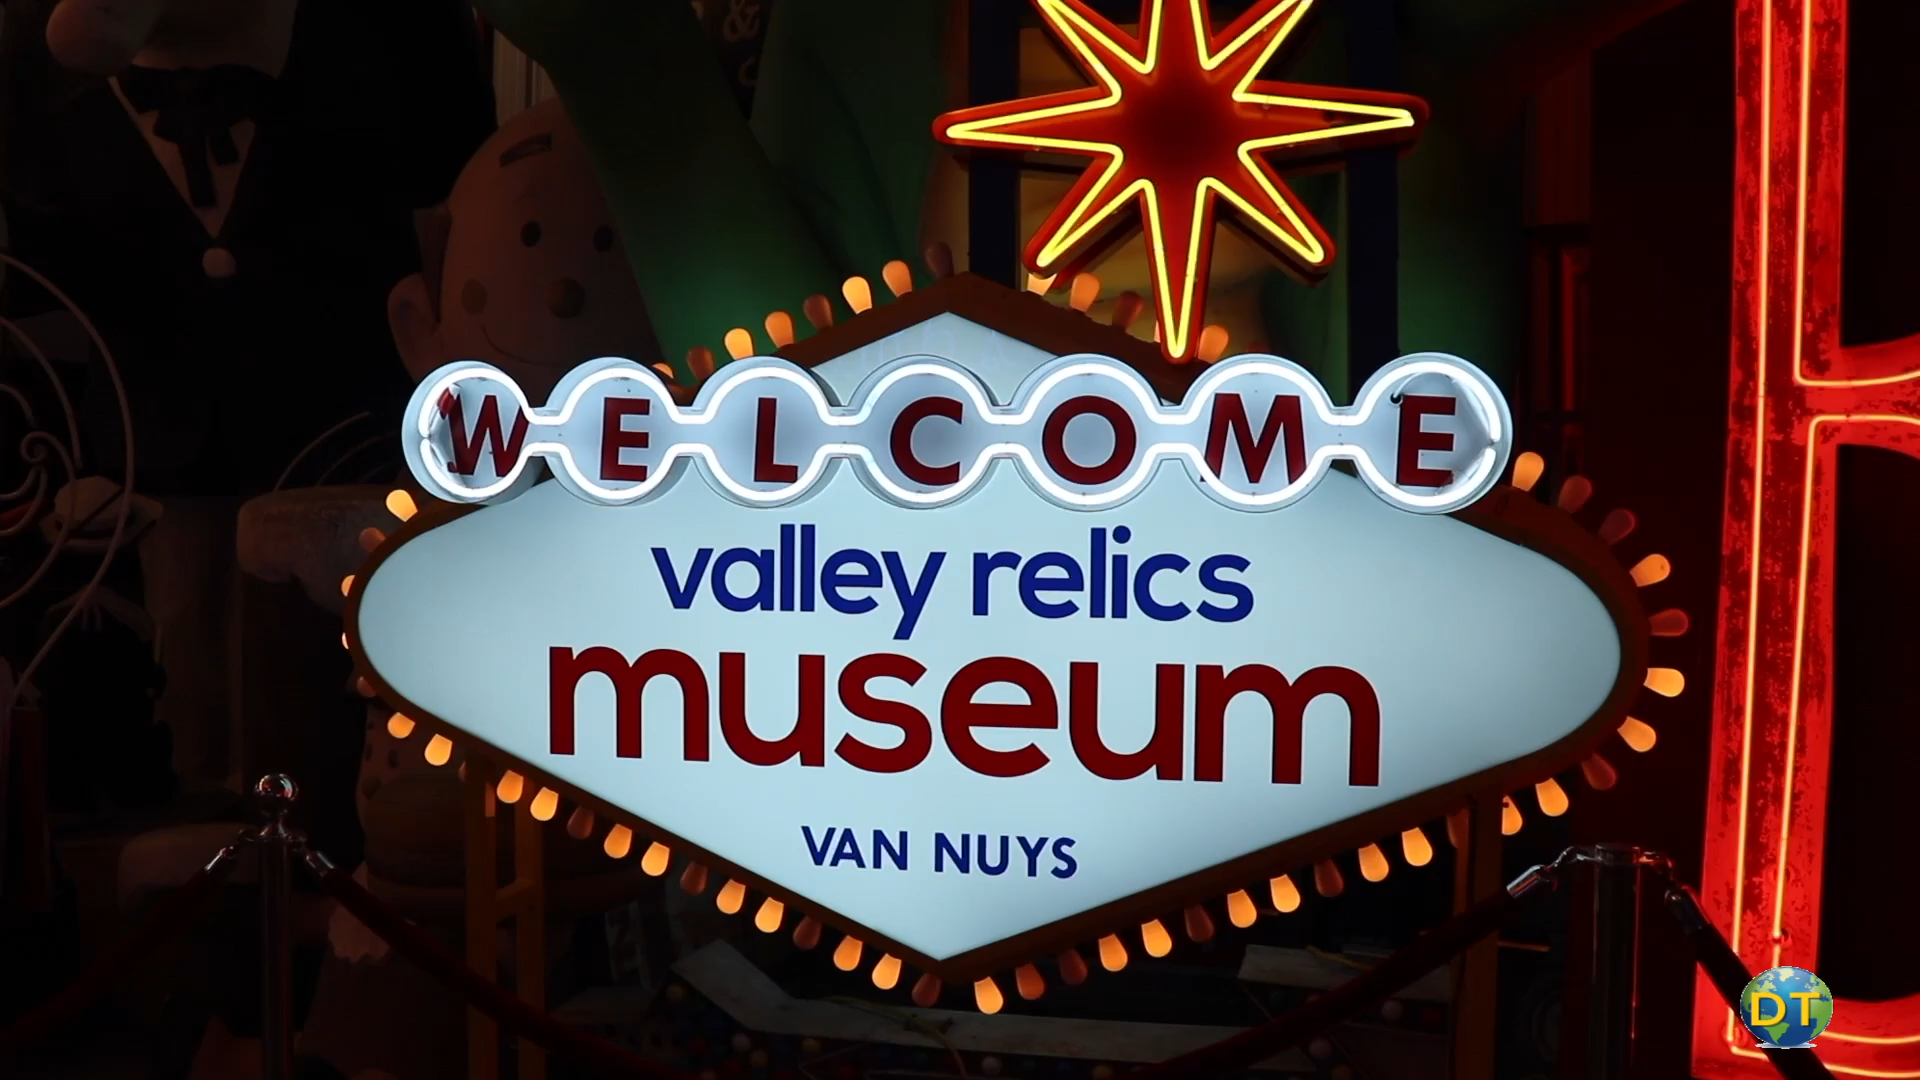 WELCOME
valley relics
museum
VAN NUYS
DT